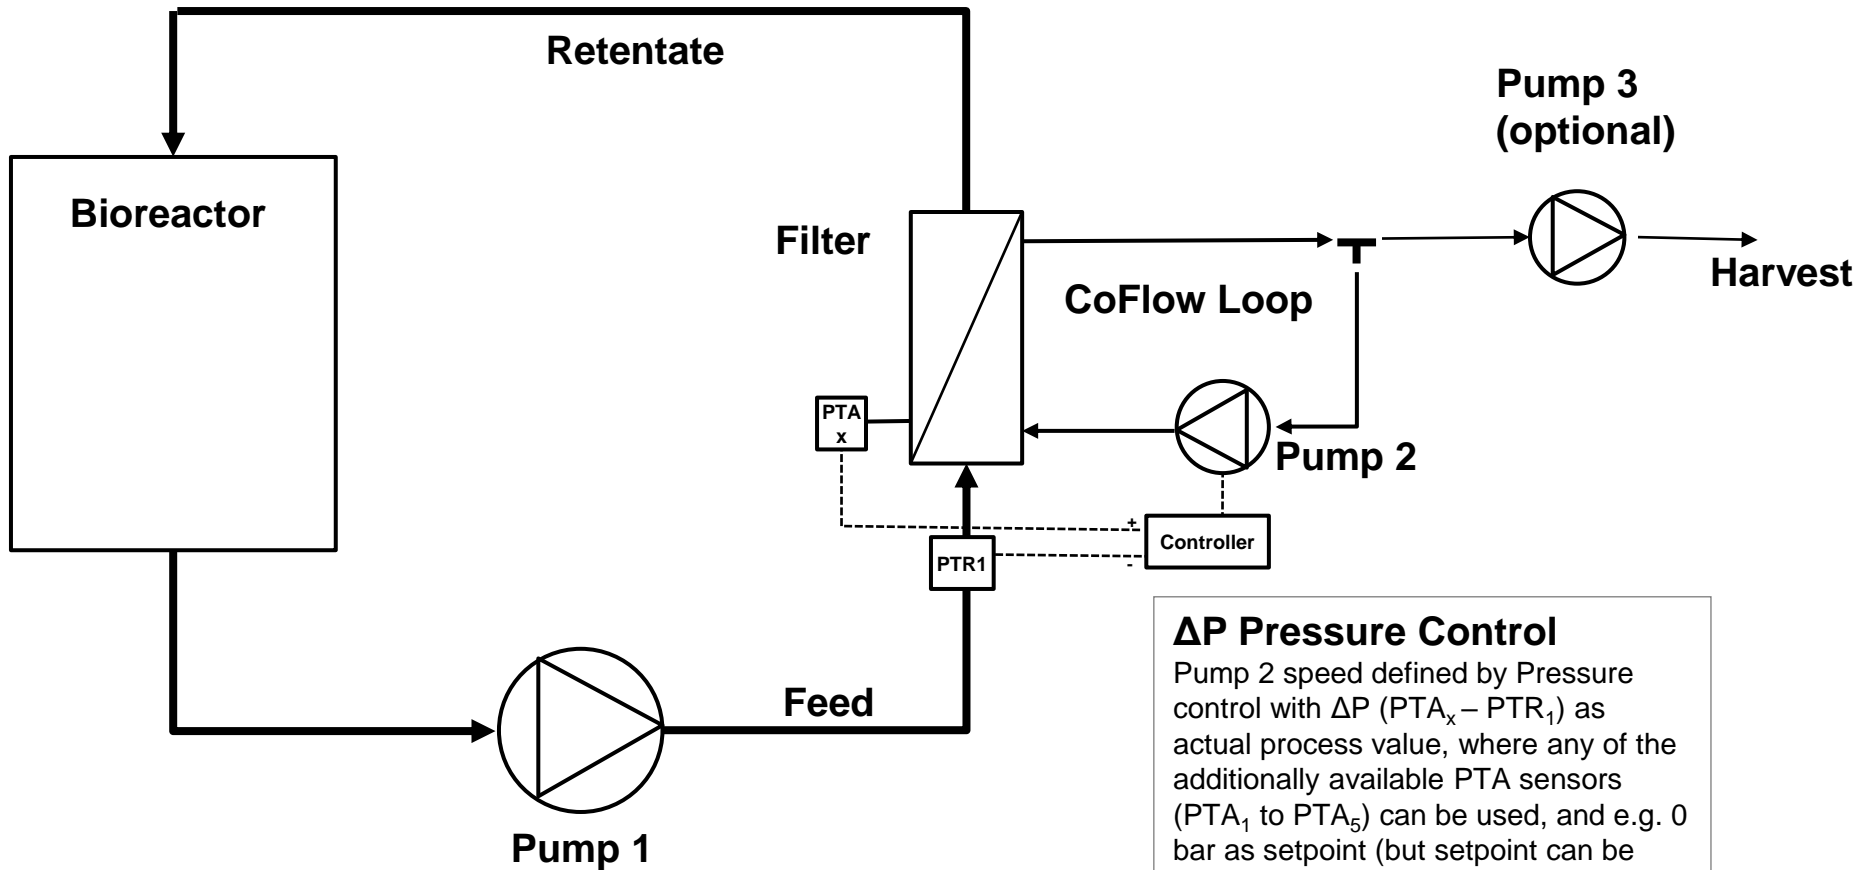 Retentate
Pump 3
(optional)
Bioreactor
Filter
Harvest
CoFlow Loop
PTA
x
Pump 2
+
Controller
PTR1
-
ΔP Pressure Control
Pump 2 speed defined by Pressure
control with ΔP (PTAₓ – PTR₁) as
actual process value, where any of the
additionally available PTA sensors
(PTA₁ to PTA₅) can be used, and e.g. 0
bar as setpoint (but setpoint can be
Feed
Pump 1